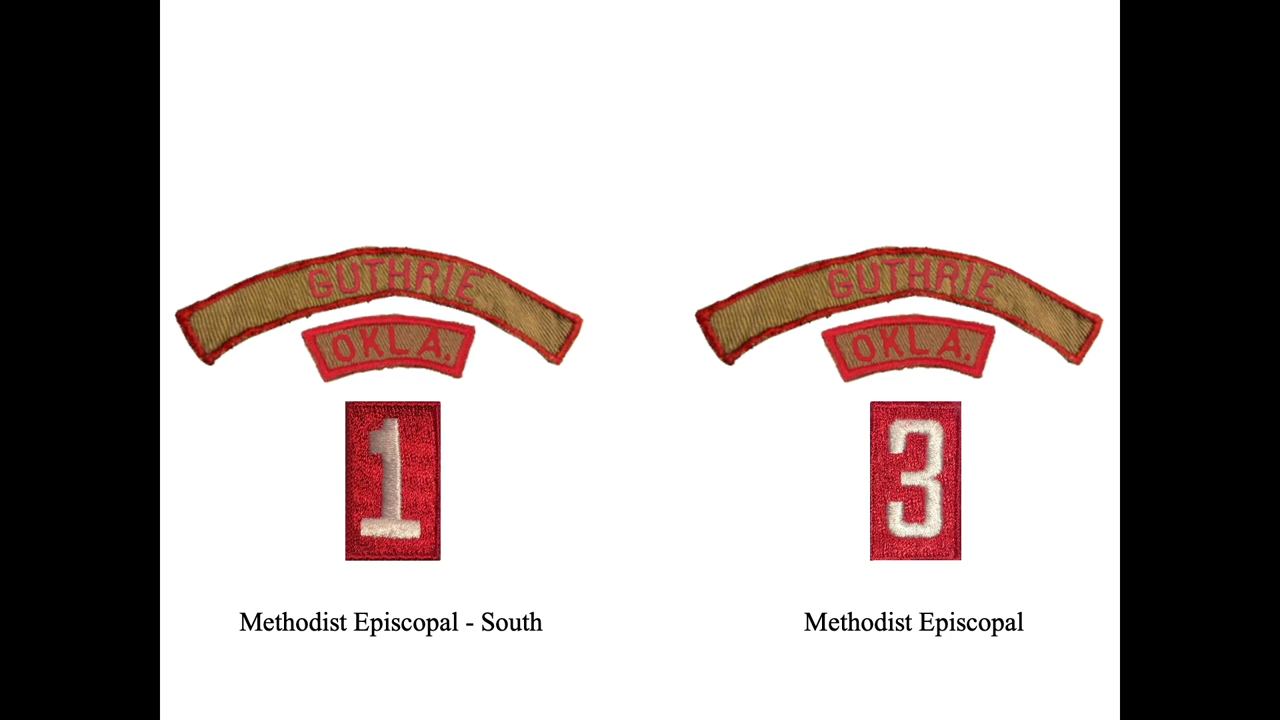 GUTHRIE
OKLA.
1
Methodist Episcopal - South
GUTHRIE
OKLA.
3
Methodist Episcopal